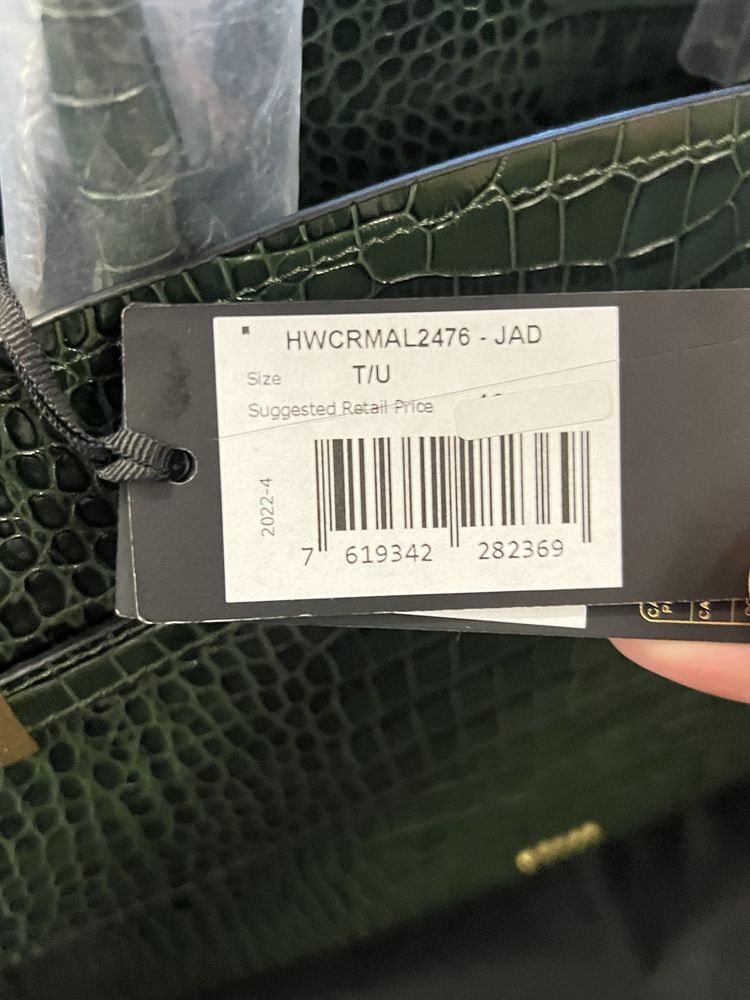 HWCRMAL2476 - JAD
Size T/U
Suggested Retail Price
2022-4
7 619342 282369